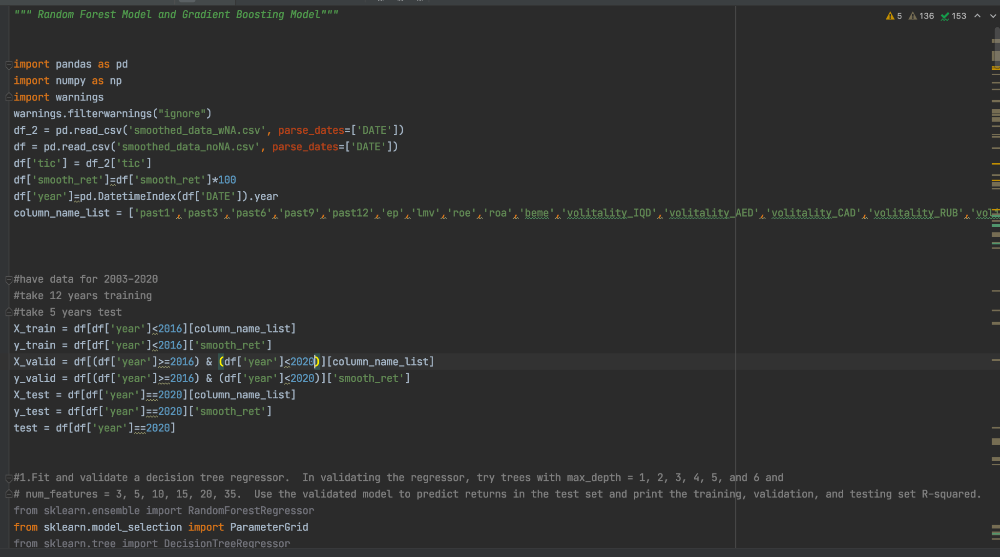 """ Random Forest Model and Gradient Boosting Model"""
5 136 153
import pandas as pd
import numpy as np
import warnings
warnings.filterwarnings("ignore")
df_2 = pd.read_csv('smoothed_data_wNA.csv', parse_dates=['DATE'])
df = pd.read_csv('smoothed_data_noNA.csv', parse_dates=['DATE'])
df['tic'] = df_2['tic']
df['smooth_ret']=df['smooth_ret']*100
df['year']=pd.DatetimeIndex(df['DATE']).year
column_name_list = ['past1','past3','past6','past9','past12','ep','lmv','roe','roa','beme','volitality_IQD','volitality_AED','volitality_CAD','volitality_RUB','vol
#have data for 2003-2020
#take 12 years training
#take 5 years test
X_train = df[df['year']<2016][column_name_list]
y_train = df[df['year']<2016]['smooth_ret']
X_valid = df[(df['year']>=2016) & (df['year']<2020)][column_name_list]
y_valid = df[(df['year']>=2016) & (df['year']<2020)]['smooth_ret']
X_test = df[df['year']==2020][column_name_list]
y_test = df[df['year']==2020]['smooth_ret']
test = df[df['year']==2020]
#1.Fit and validate a decision tree regressor.  In validating the regressor, try trees with max_depth = 1, 2, 3, 4, 5, and 6 and
# num_features = 3, 5, 10, 15, 20, 35.  Use the validated model to predict returns in the test set and print the training, validation, and testing set R-squared.
from sklearn.ensemble import RandomForestRegressor
from sklearn.model_selection import ParameterGrid
from sklearn.tree import DecisionTreeRegressor